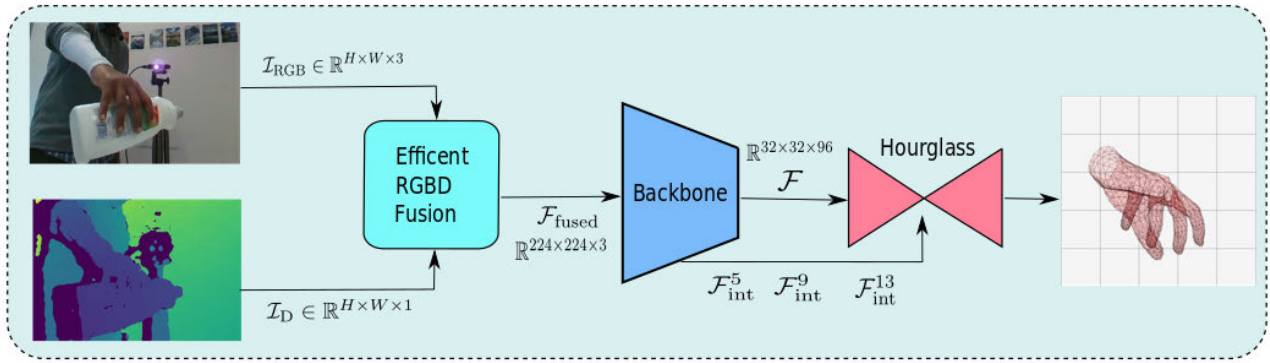 I_RGB ∈ ℝ^{H×W×3}
Efficent
RGBD
Fusion
I_D ∈ ℝ^{H×W×1}
F_fused
ℝ^{224×224×3}
Backbone
ℝ^{32×32×96}
F
F^5_int F^9_int F^13_int
Hourglass